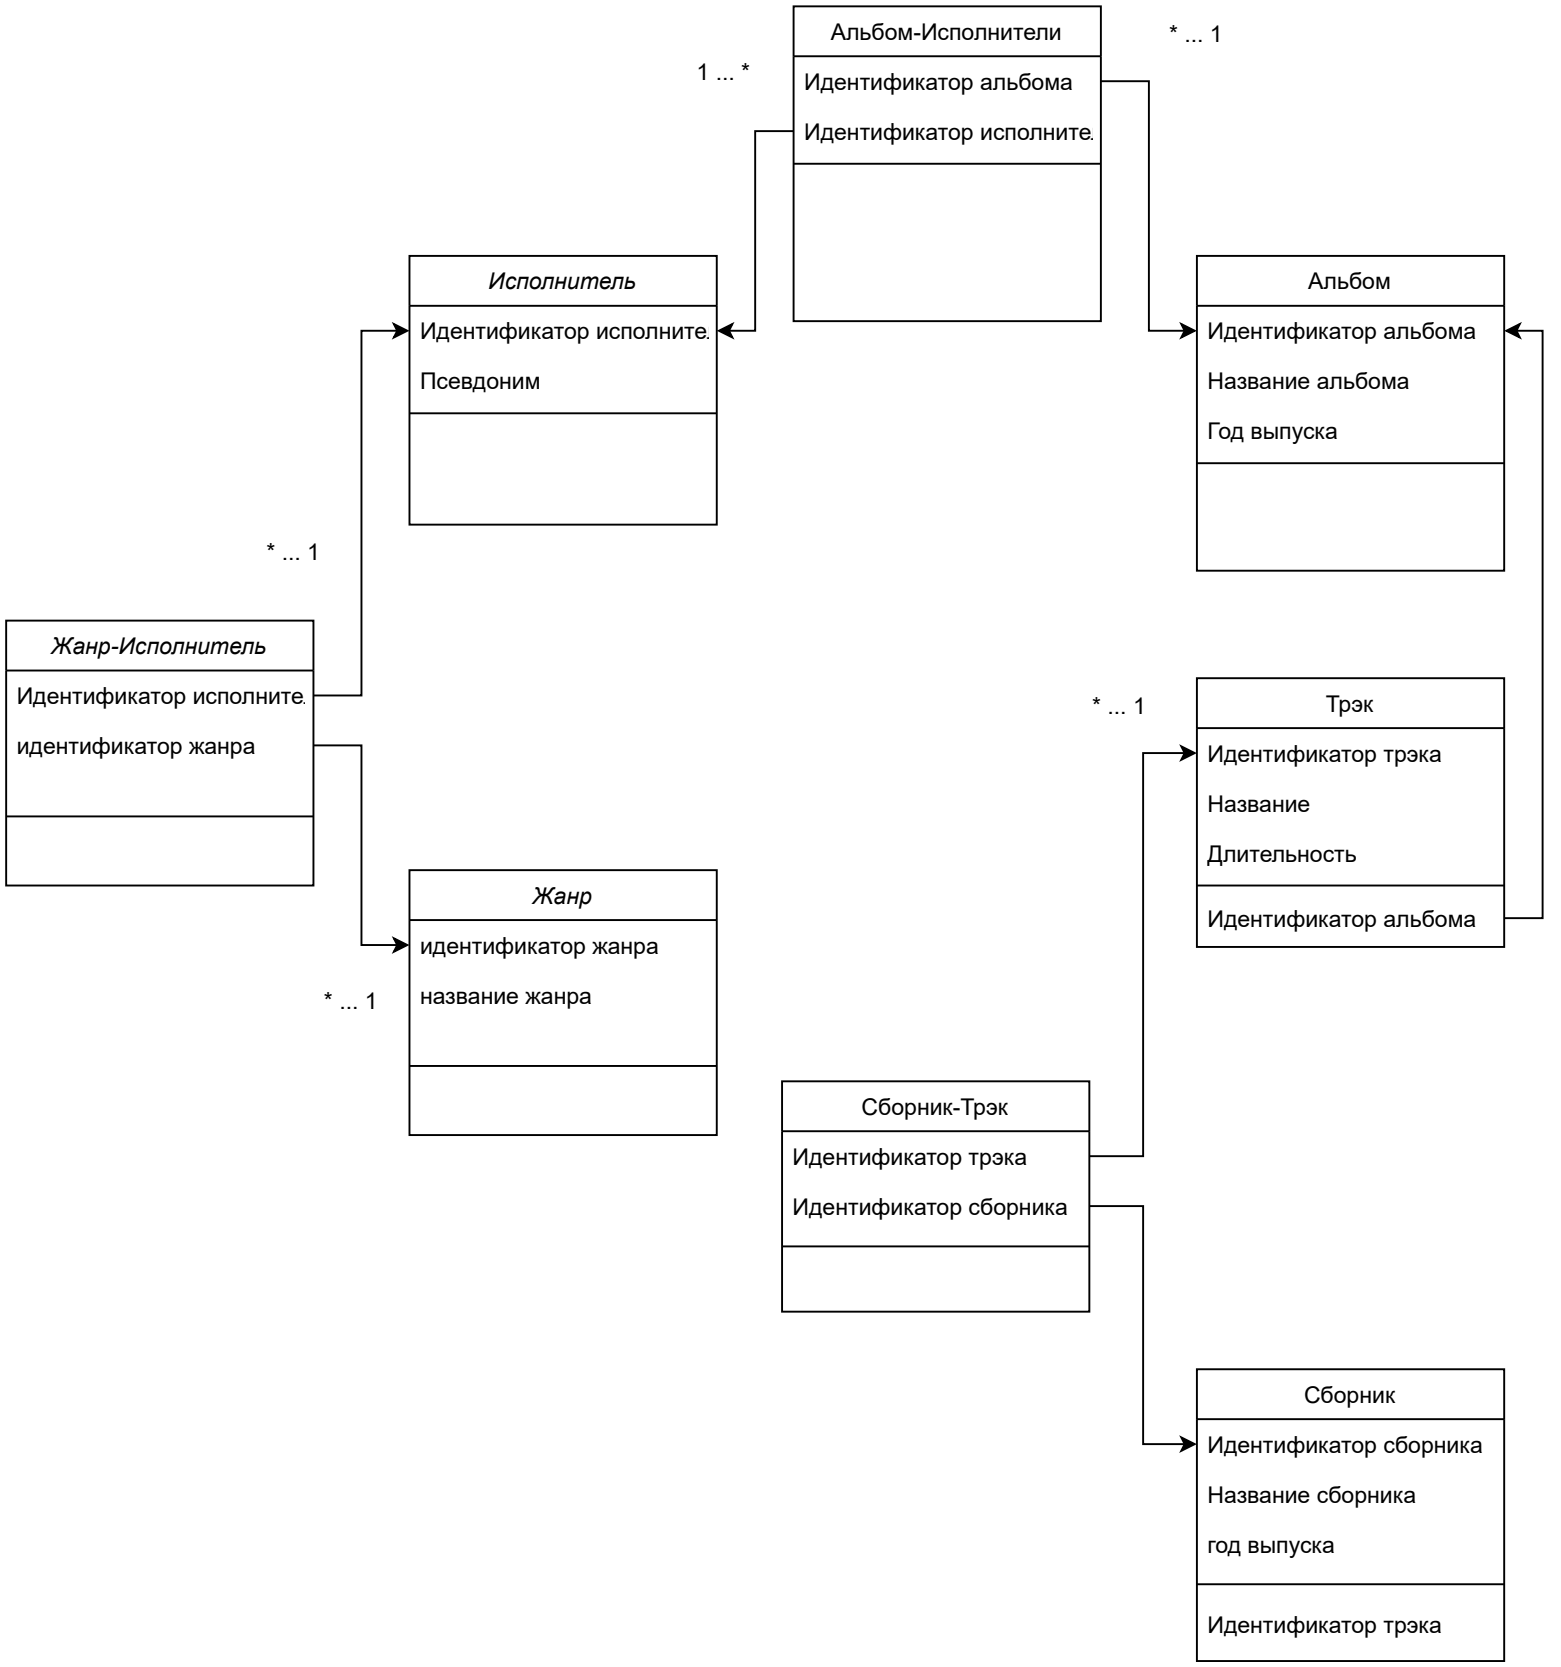 Альбом-Исполнители
* ... 1
1 ... *
Идентификатор альбома
Идентификатор исполните
Исполнитель
Идентификатор исполните
Псевдоним
Альбом
Идентификатор альбома
Название альбома
Год выпуска
* ... 1
Жанр-Исполнитель
Идентификатор исполните
идентификатор жанра
* ... 1
Трэк
Идентификатор трэка
Название
Длительность
Идентификатор альбома
Жанр
идентификатор жанра
название жанра
* ... 1
Сборник-Трэк
Идентификатор трэка
Идентификатор сборника
Сборник
Идентификатор сборника
Название сборника
год выпуска
Идентификатор трэка